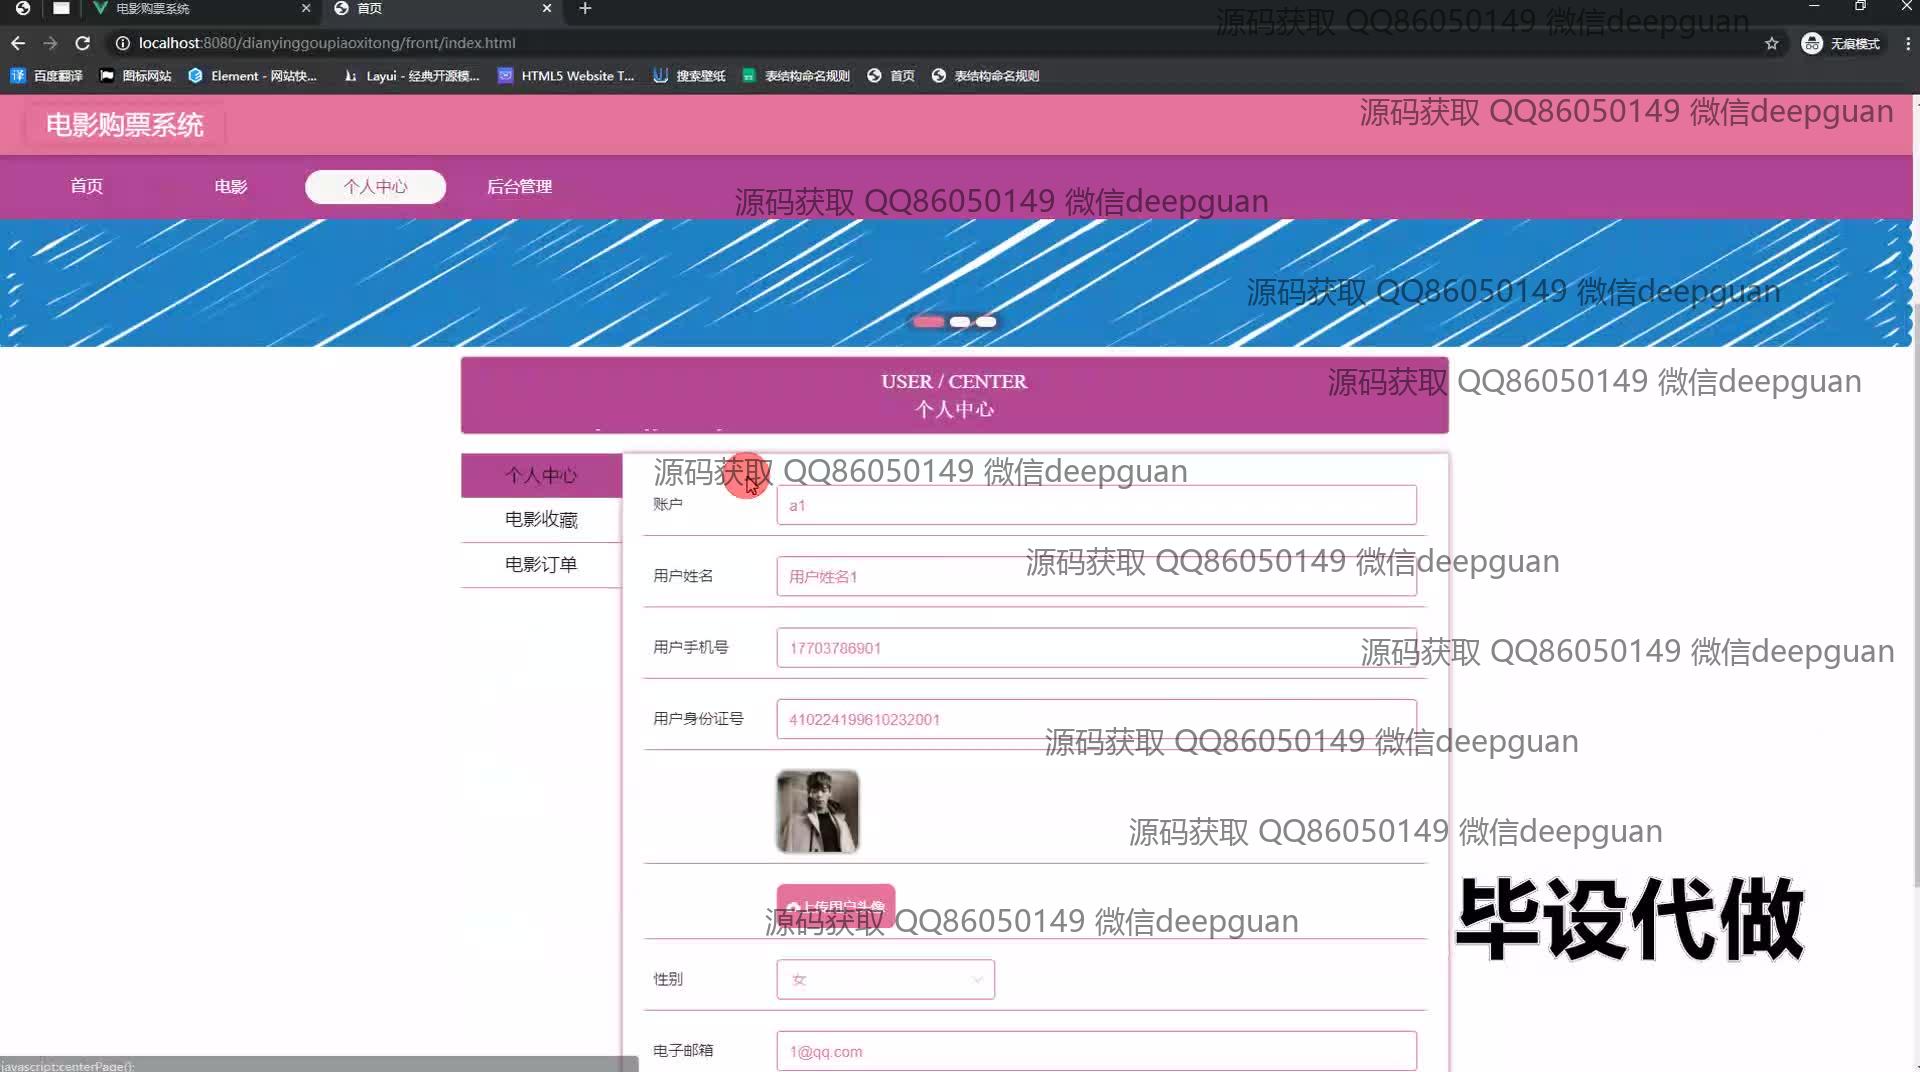 电影购票系统
首页
源码获取 QQ86050149 微信deepguan
localhost:8080/dianyinggoupiaoxitong/front/index.html
无痕模式
百度翻译
图标网站
Element - 网站快...
Layui - 经典开源模...
HTML5 Website T...
搜索壁纸
表结构命名规则
首页
表结构命名规则
电影购票系统
源码获取 QQ86050149 微信deepguan
首页
电影
个人中心
后台管理
源码获取 QQ86050149 微信deepguan
源码获取 QQ86050149 微信deepguan
USER / CENTER
个人中心
源码获取 QQ86050149 微信deepguan
个人中心
电影收藏
电影订单
源码获取 QQ86050149 微信deepguan
账户
a1
源码获取 QQ86050149 微信deepguan
用户姓名
用户姓名1
用户手机号
17703786901
源码获取 QQ86050149 微信deepguan
用户身份证号
410224199610232001
源码获取 QQ86050149 微信deepguan
源码获取 QQ86050149 微信deepguan
上传用户头像
源码获取 QQ86050149 微信deepguan
毕设代做
性别
女
电子邮箱
1@qq.com
javascript:centerPage();